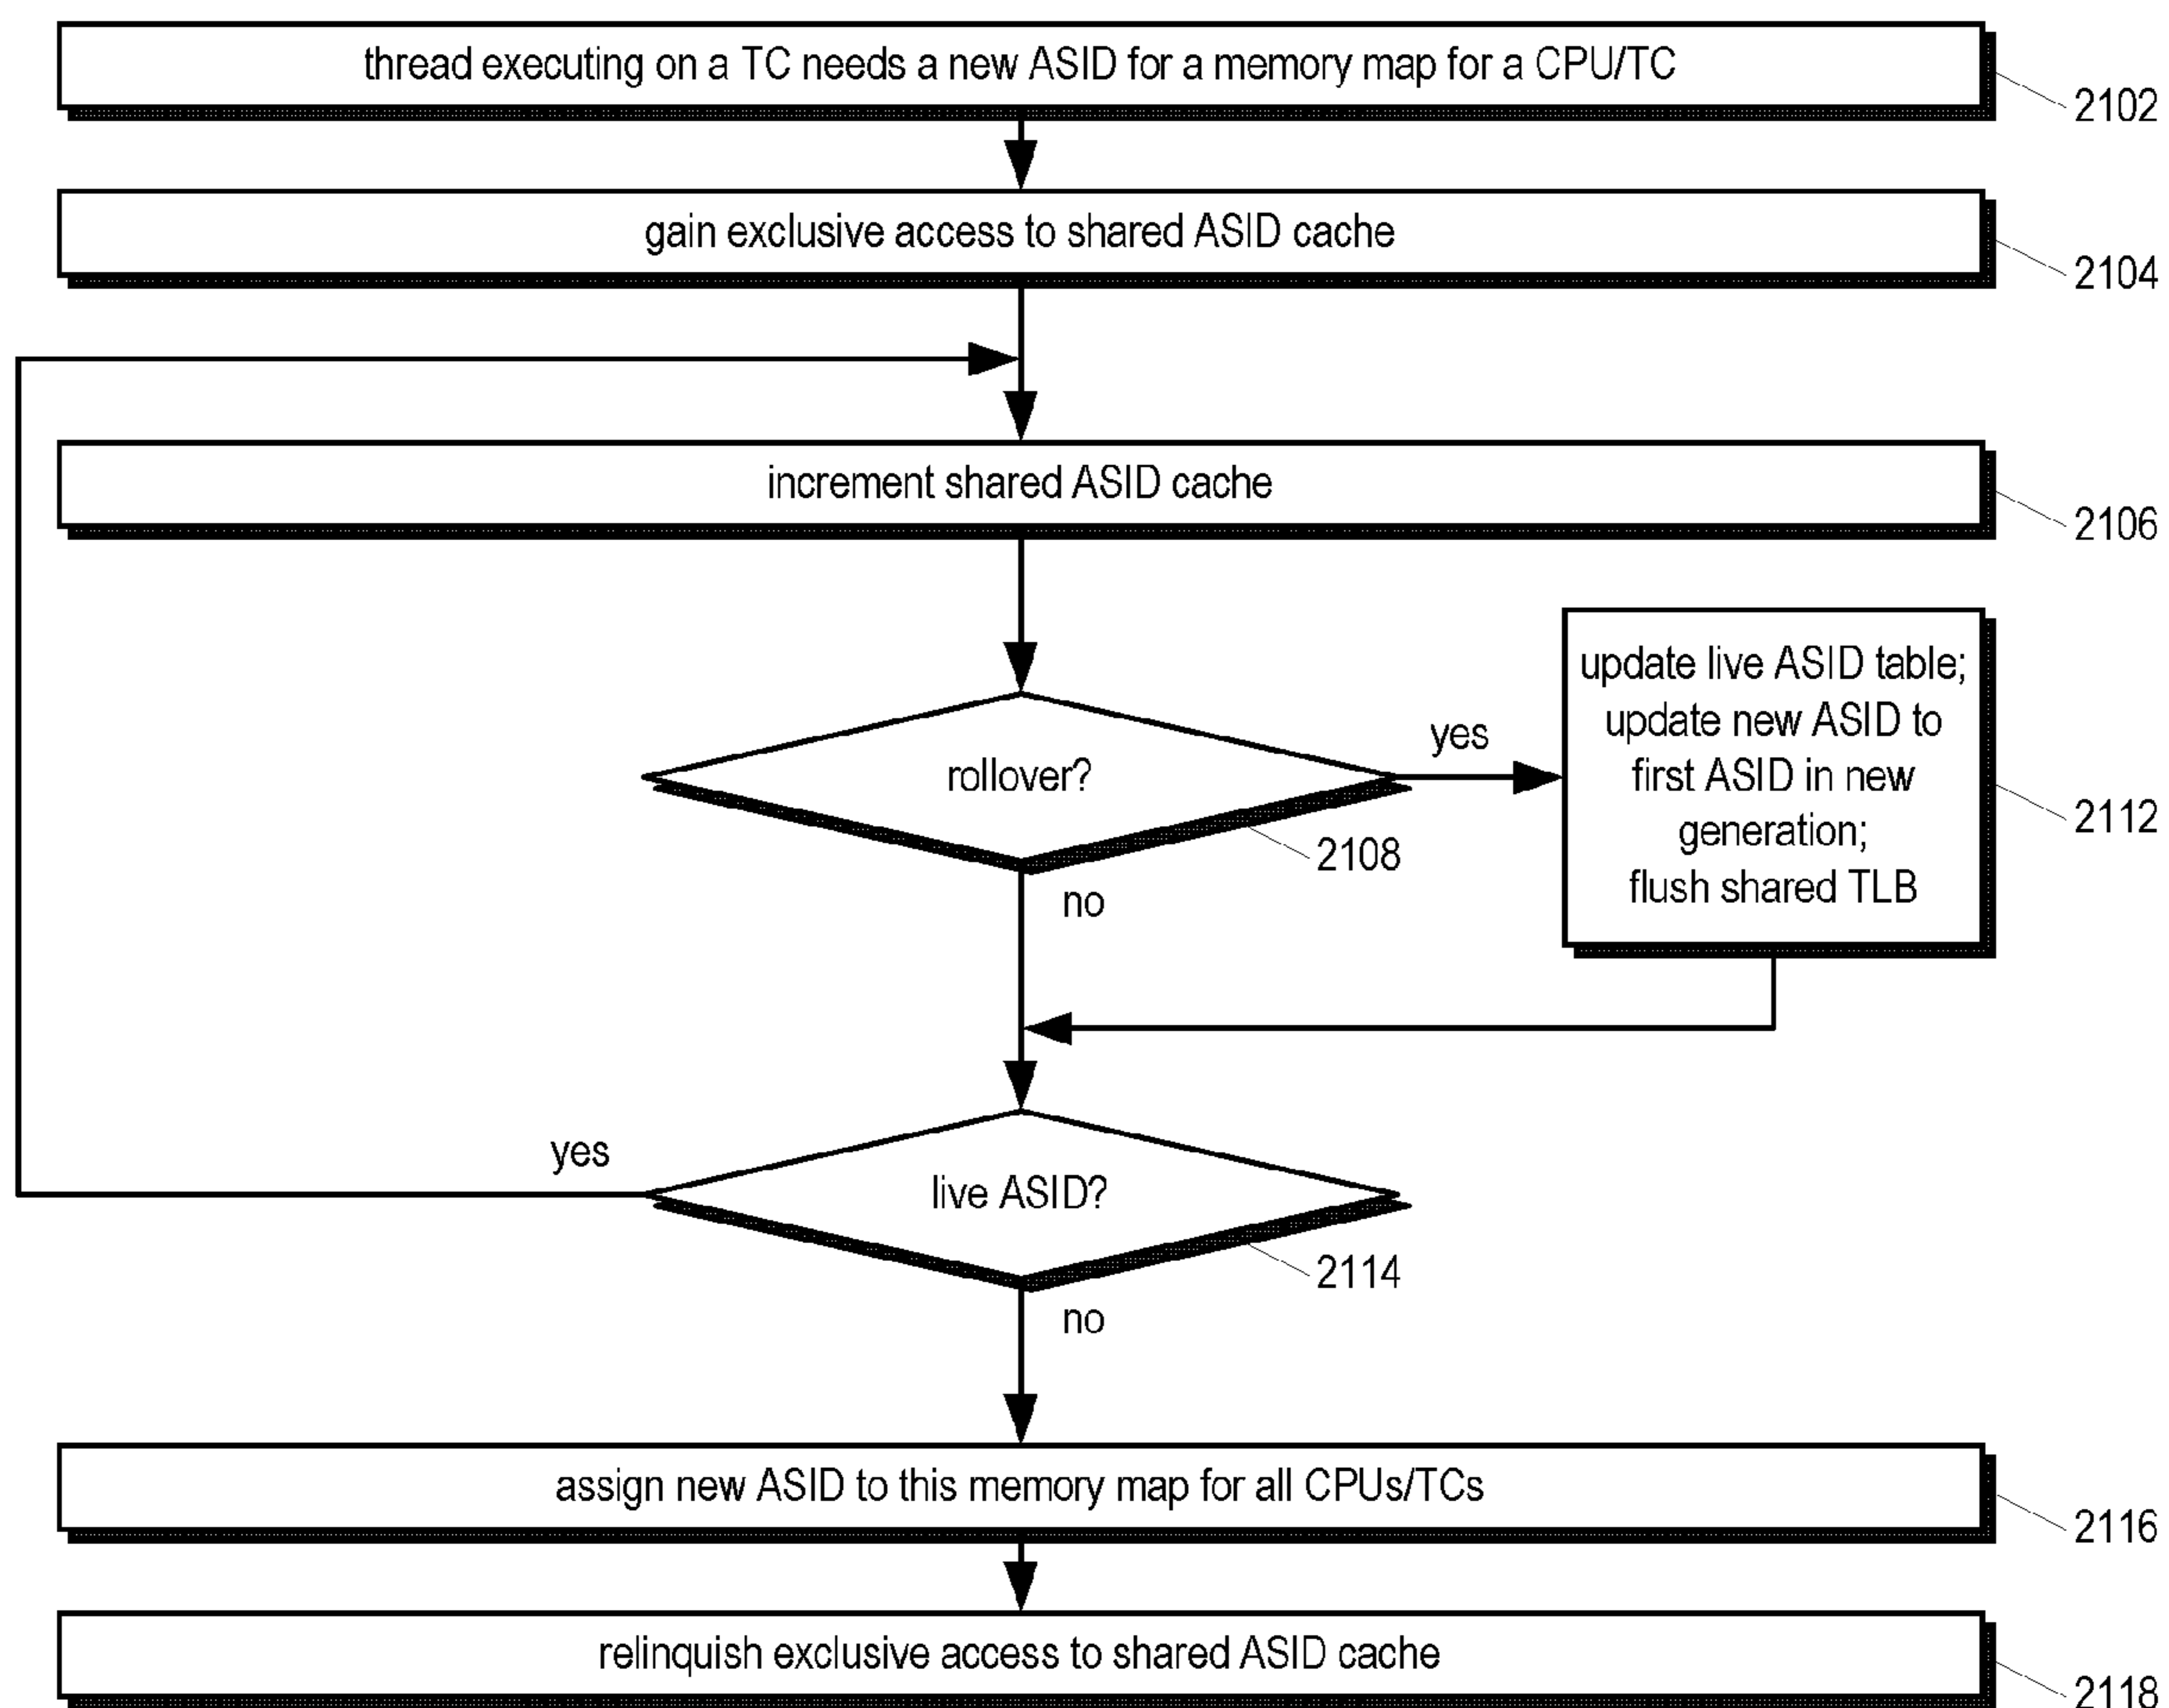 thread executing on a TC needs a new ASID for a memory map for a CPU/TC
2102
gain exclusive access to shared ASID cache
2104
increment shared ASID cache
2106
rollover?
yes
2108
no
update live ASID table;
update new ASID to
first ASID in new
generation;
flush shared TLB
2112
live ASID?
yes
2114
no
assign new ASID to this memory map for all CPUs/TCs
2116
relinquish exclusive access to shared ASID cache
2118